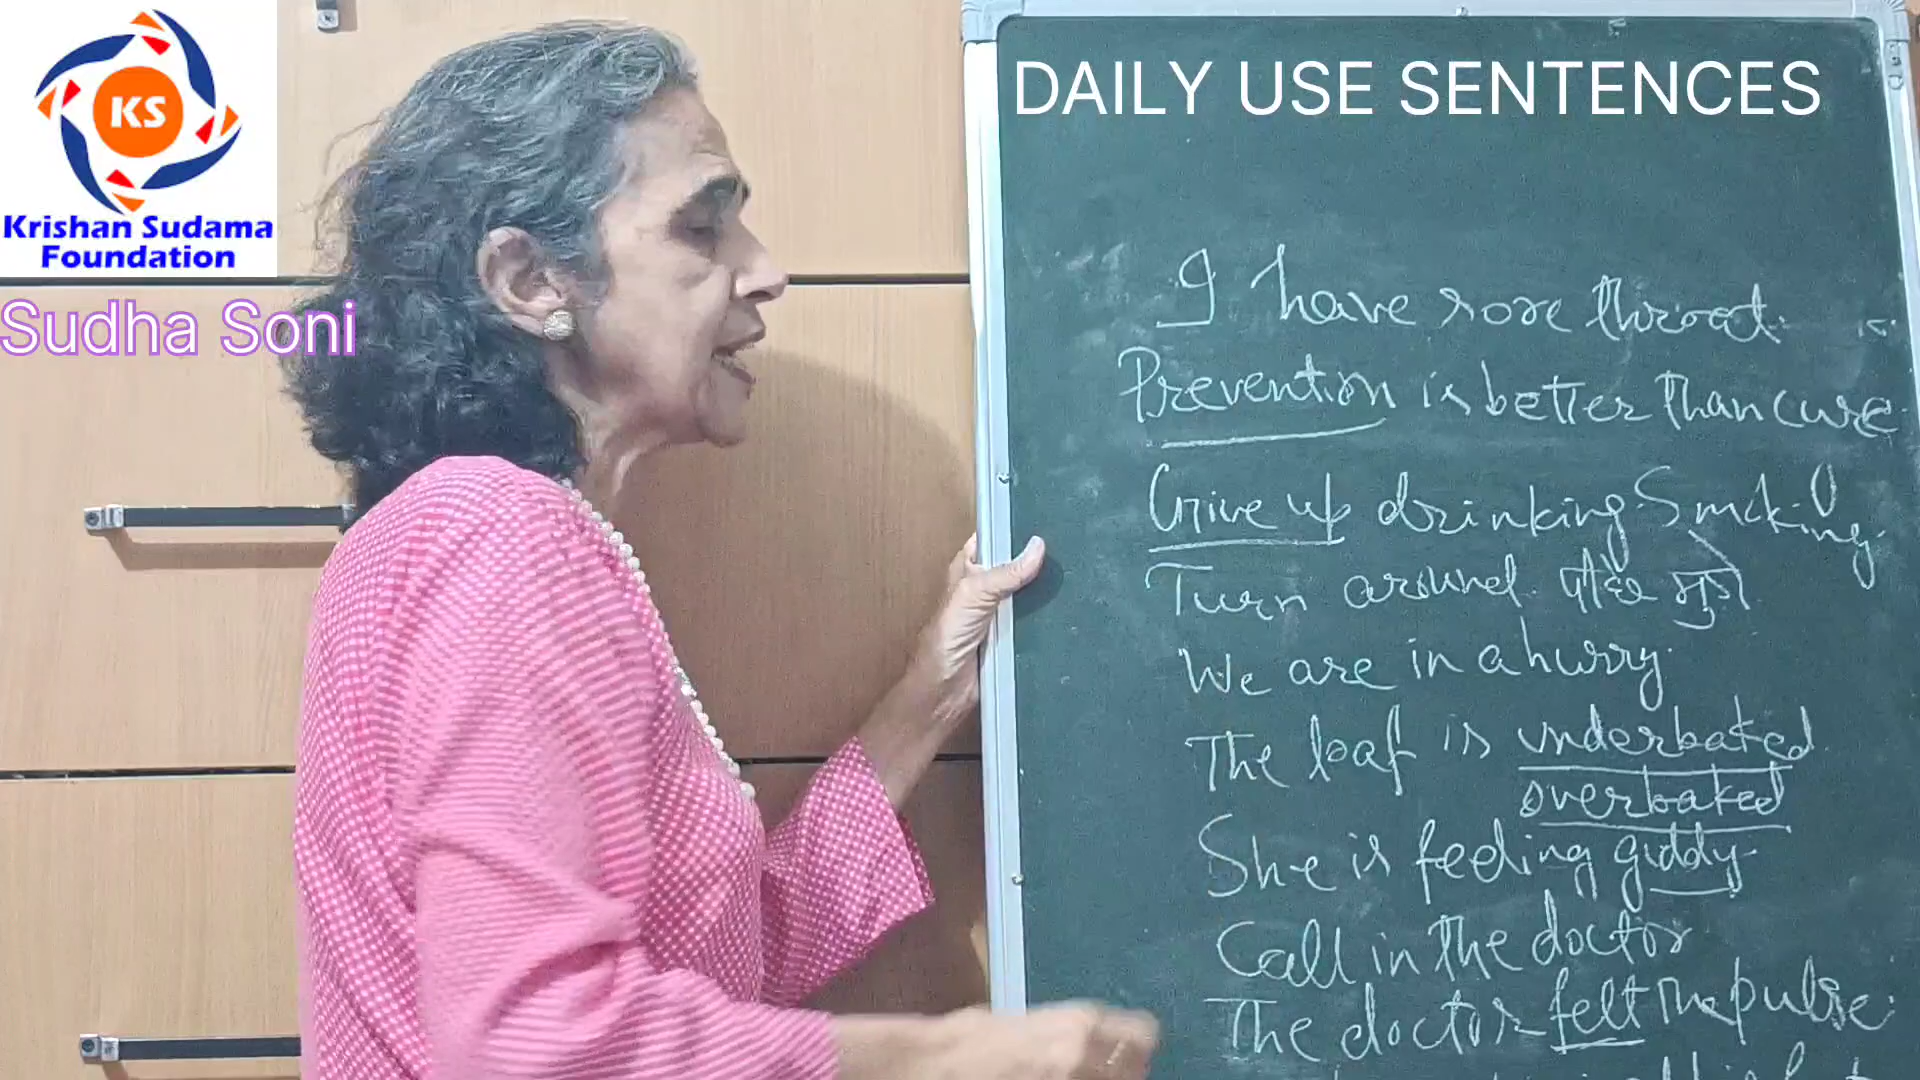 KS
Krishan Sudama
Foundation
Sudha Soni
DAILY USE SENTENCES
I have sore throat.
Prevention is better than cure.
Give up drinking. Smoking.
Turn around. पीछे मुड़ो
We are in a hurry.
The loaf is underbaked
overbaked
She is feeling giddy.
Call in the doctor
The doctor felt the pulse.